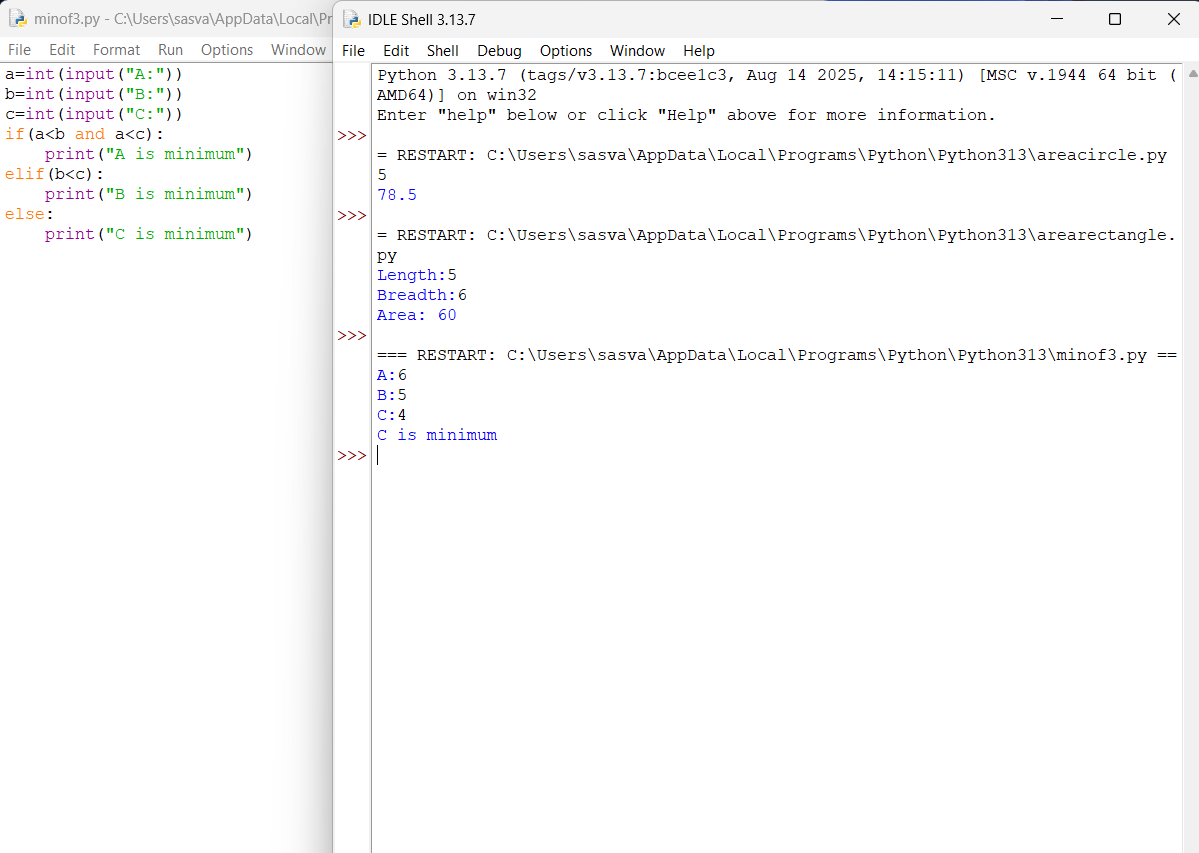 minof3.py - C:\Users\sasva\AppData\Local\Pr
File Edit Format Run Options Window
a=int(input("A:"))
b=int(input("B:"))
c=int(input("C:"))
if(a<b and a<c):
    print("A is minimum")
elif(b<c):
    print("B is minimum")
else:
    print("C is minimum")
IDLE Shell 3.13.7
File Edit Shell Debug Options Window Help
Python 3.13.7 (tags/v3.13.7:bcee1c3, Aug 14 2025, 14:15:11) [MSC v.1944 64 bit (
AMD64)] on win32
Enter "help" below or click "Help" above for more information.
>>>
= RESTART: C:\Users\sasva\AppData\Local\Programs\Python\Python313\areacircle.py
5
78.5
>>>
= RESTART: C:\Users\sasva\AppData\Local\Programs\Python\Python313\arearectangle.
py
Length:5
Breadth:6
Area: 60
>>>
=== RESTART: C:\Users\sasva\AppData\Local\Programs\Python\Python313\minof3.py ==
A:6
B:5
C:4
C is minimum
>>>